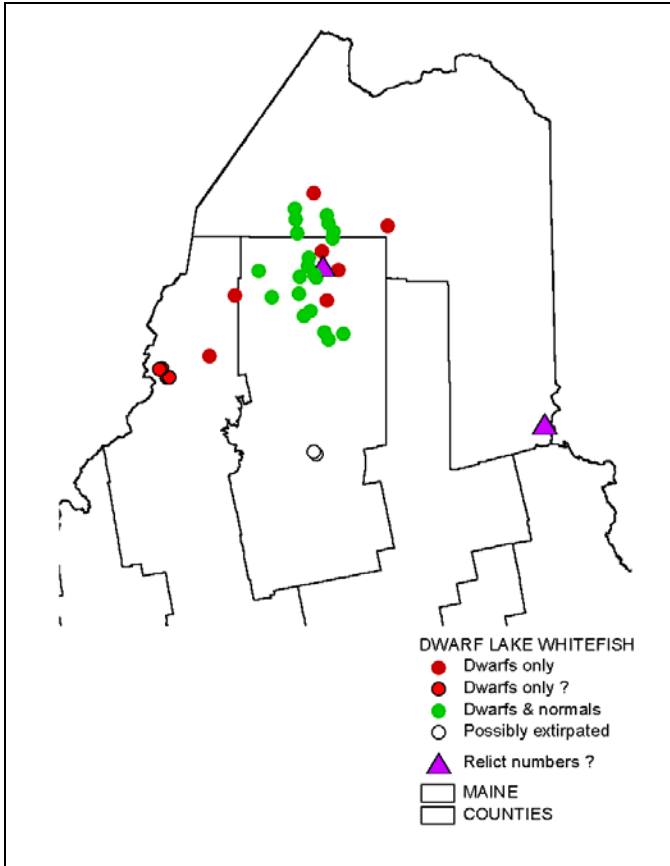 DWARF LAKE WHITEFISH
Dwarfs only
Dwarfs only ?
Dwarfs & normals
Possibly extirpated
Relict numbers ?
MAINE
COUNTIES